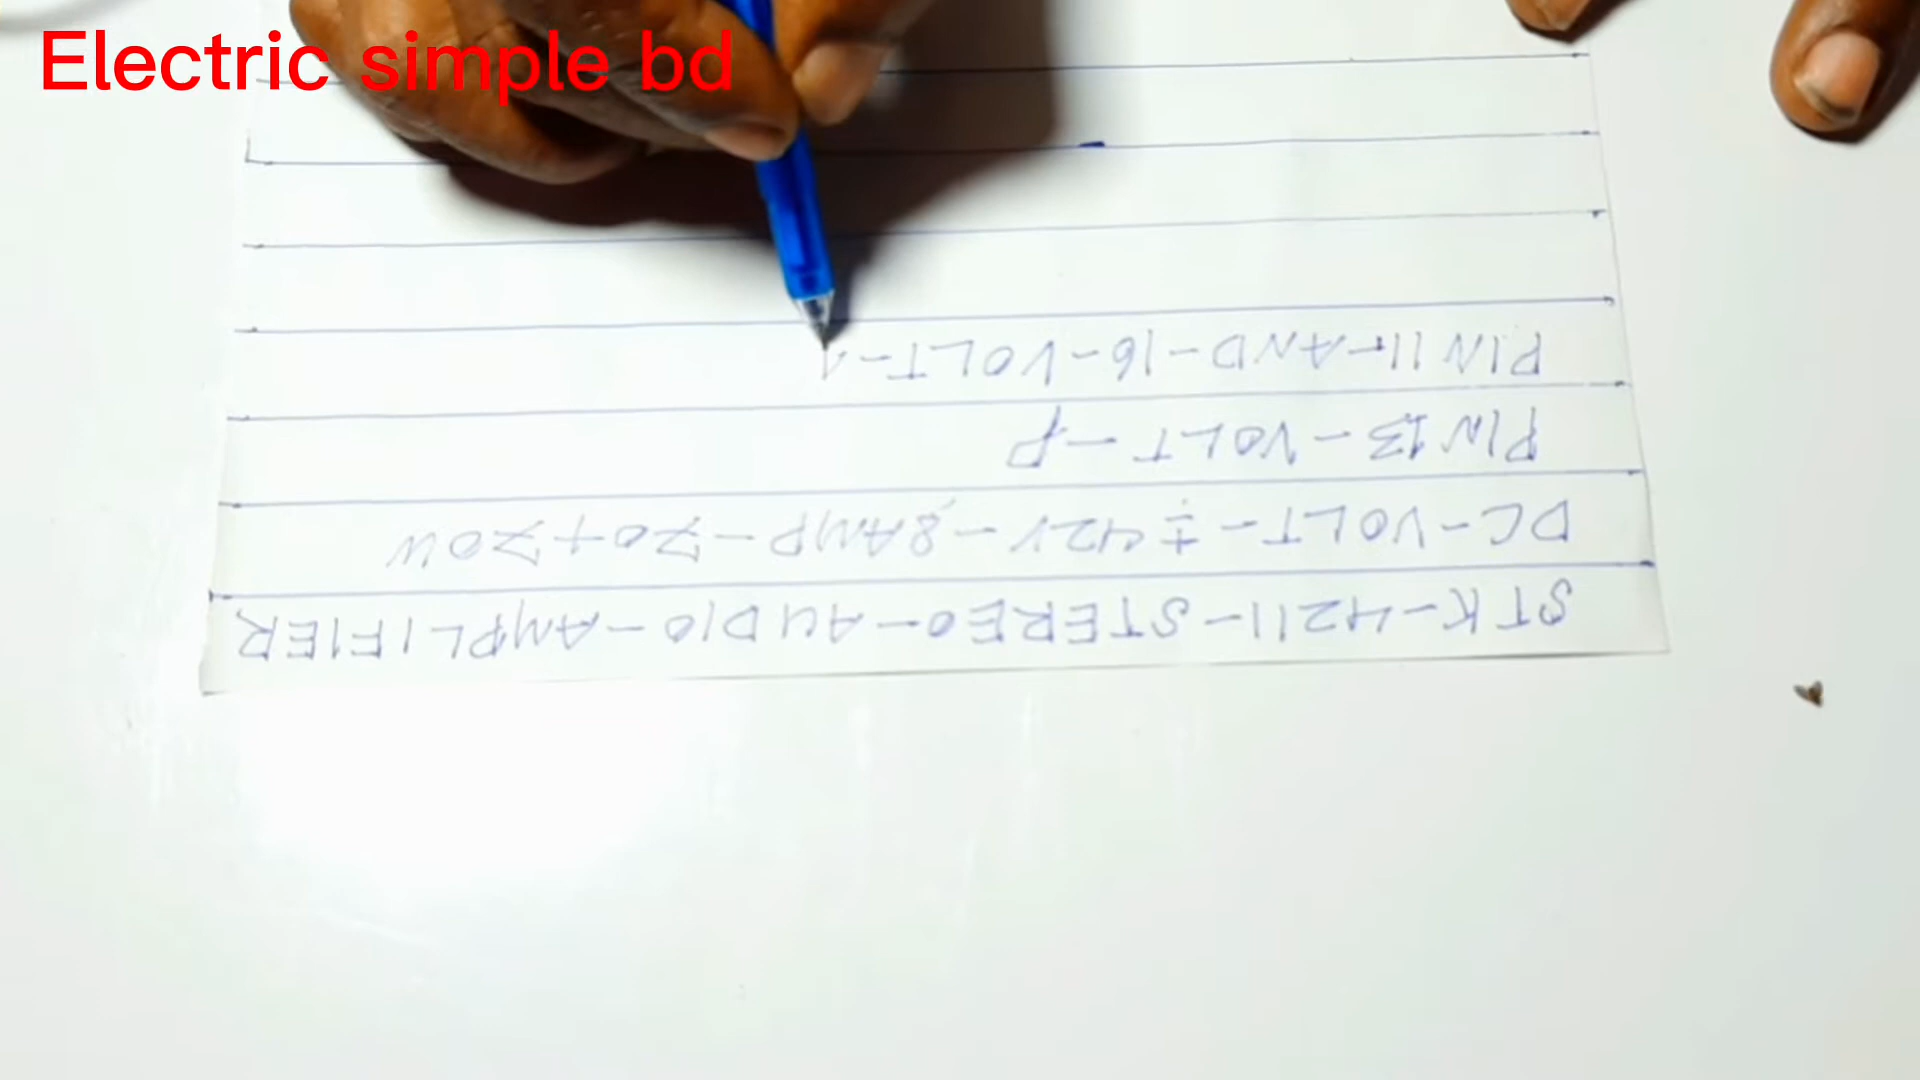 Electric simple bd
STK-4211-STEREO-AUDIO-AMPLIFIER
DC-VOLT-±42V-8AMP-70+70W
PIN 13-VOLT-P
PIN 11-AND-16-VOLT-